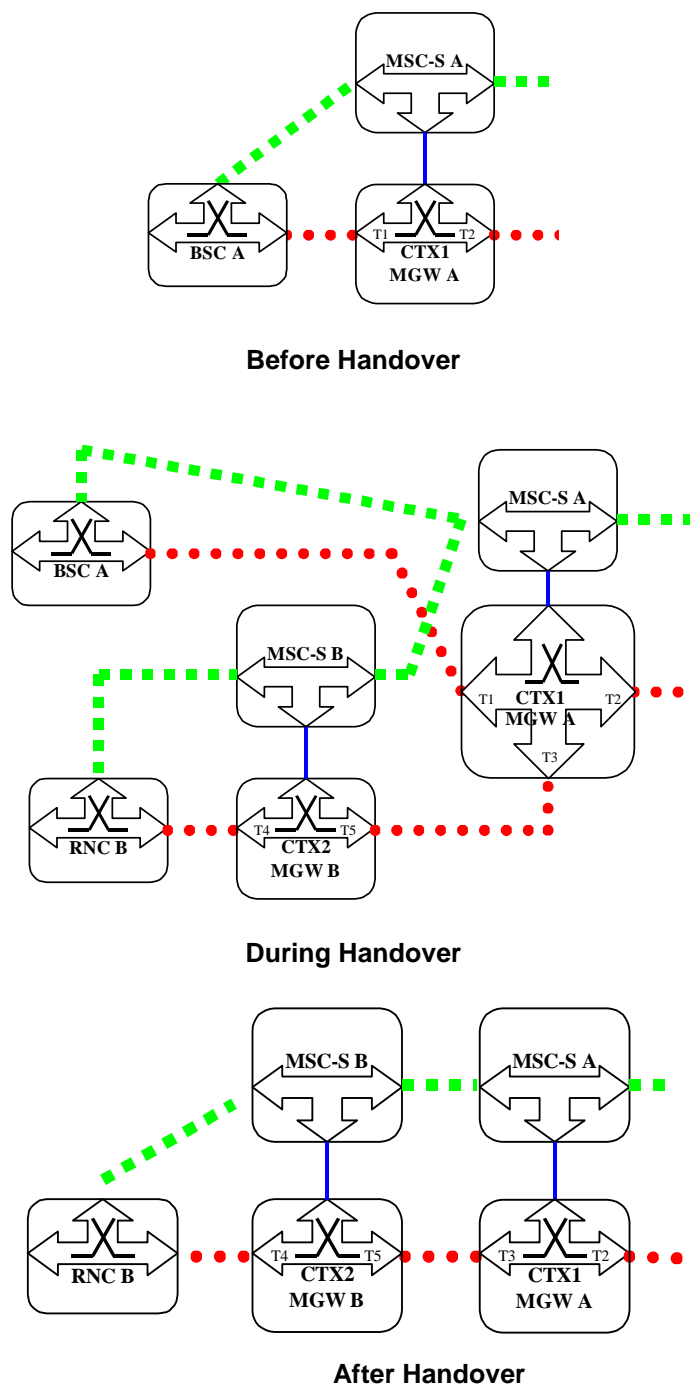 MSC-S A
T1
T2
BSC A
CTX1
MGW A
Before Handover
MSC-S A
BSC A
MSC-S B
T1
CTX1
T2
MGW A
T3
T4
T5
RNC B
CTX2
MGW B
During Handover
MSC-S B
MSC-S A
T4
T5
T3
T2
RNC B
CTX2
CTX1
MGW B
MGW A
After Handover